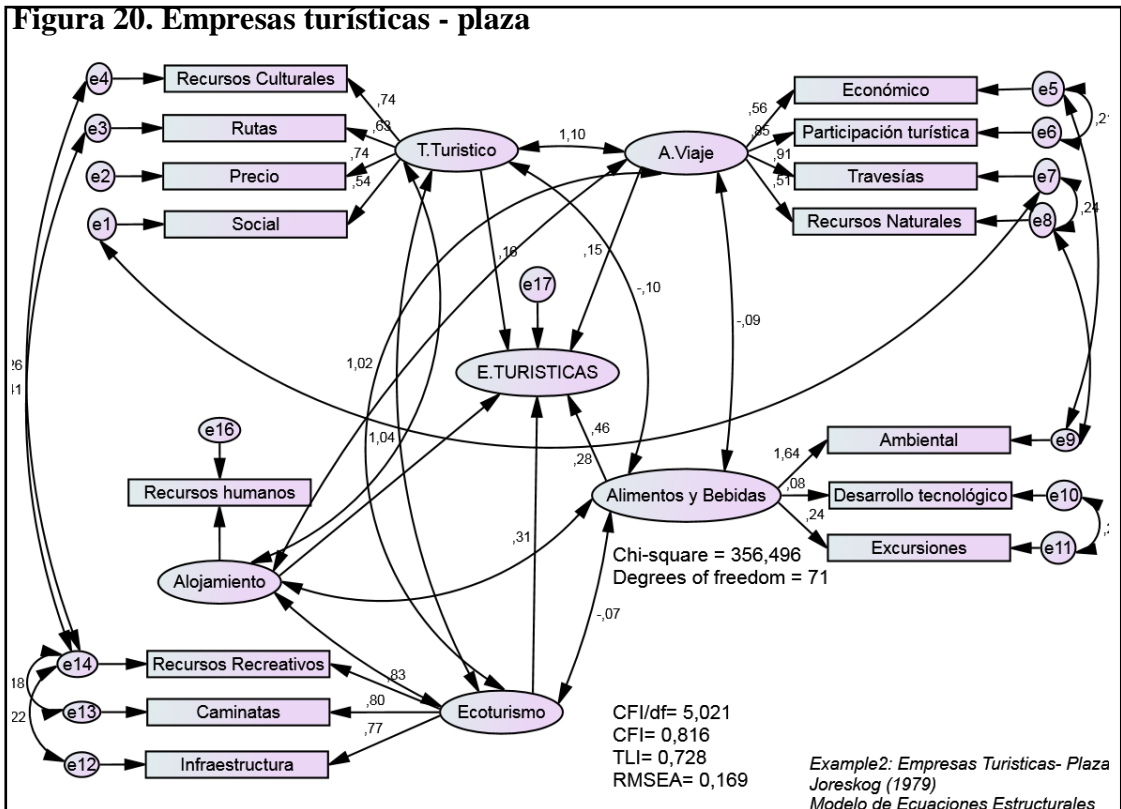 Figura 20. Empresas turísticas - plaza
e4
Recursos Culturales
e3
Rutas
e2
Precio
e1
Social
,74
,63
,74
,54
T.Turistico
1,10
A.Viaje
,56
,85
,91
,51
Económico
e5
Participación turística
e6
Travesías
e7
Recursos Naturales
e8
,24
,16
,15
-,10
-,09
e17
E.TURISTICAS
1,02
1,04
,46
,28
,31
-,07
e16
Recursos humanos
Alojamiento
Alimentos y Bebidas
1,64
,08
,24
Ambiental
e9
Desarrollo tecnológico
e10
Excursiones
e11
Chi-square = 356,496
Degrees of freedom = 71
e14
Recursos Recreativos
e13
Caminatas
e12
Infraestructura
18
22
,83
,80
,77
Ecoturismo
CFI/df= 5,021
CFI= 0,816
TLI= 0,728
RMSEA= 0,169
Example2: Empresas Turisticas- Plaza
Joreskog (1979)
Modelo de Ecuaciones Estructurales